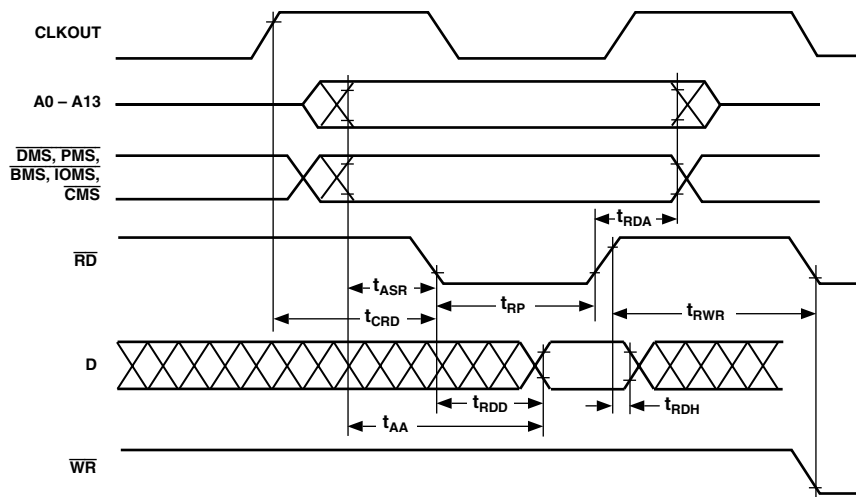 CLKOUT
A0 – A13
DMS, PMS,
BMS, IOMS,
CMS
tRDA
RD
tASR
tRP
tCRD
tRWR
D
tRDD
tRDH
tAA
WR